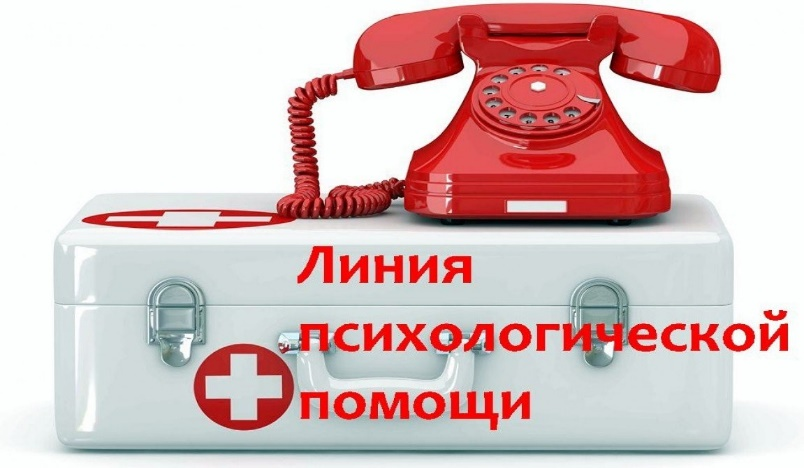 Линия
психологической
помощи